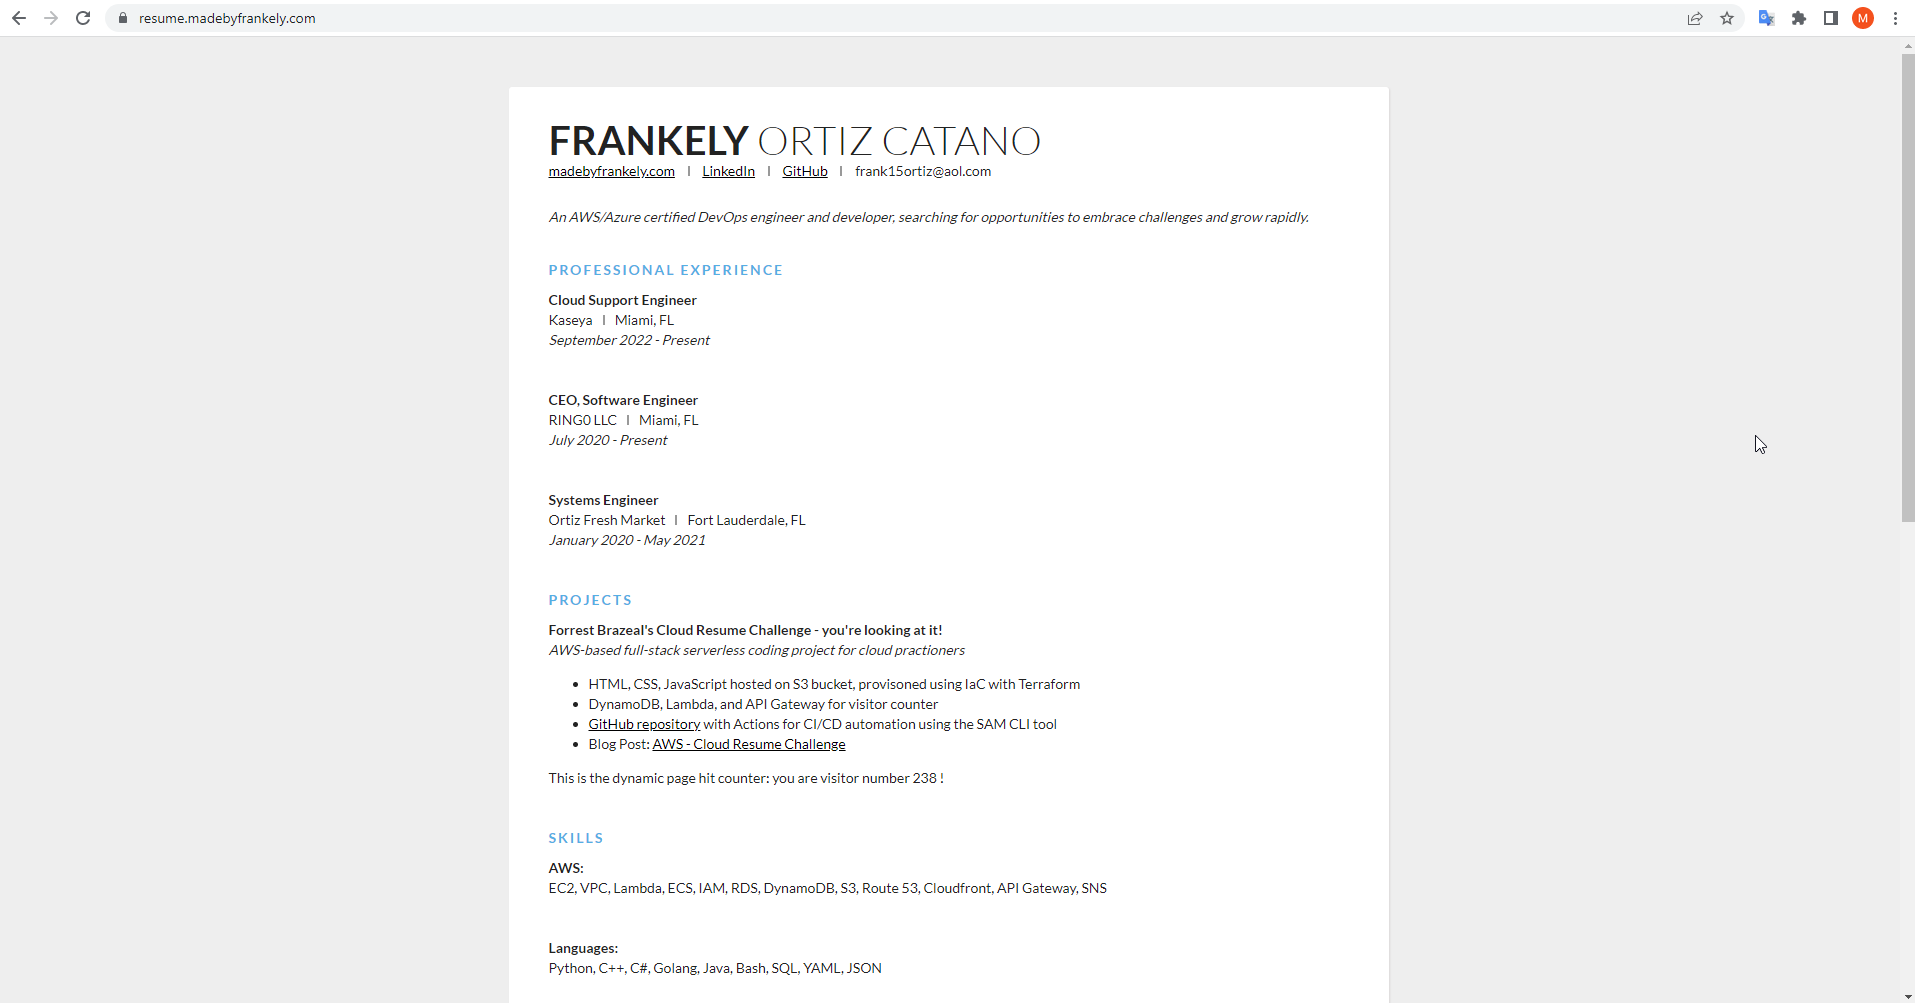 resume.madebyfrankely.com
M
FRANKELY ORTIZ CATANO
madebyfrankely.com | LinkedIn | GitHub | frank15ortiz@aol.com
An AWS/Azure certified DevOps engineer and developer, searching for opportunities to embrace challenges and grow rapidly.
PROFESSIONAL EXPERIENCE
Cloud Support Engineer
Kaseya | Miami, FL
September 2022 - Present
CEO, Software Engineer
RING0 LLC | Miami, FL
July 2020 - Present
Systems Engineer
Ortiz Fresh Market | Fort Lauderdale, FL
January 2020 - May 2021
PROJECTS
Forrest Brazeal's Cloud Resume Challenge - you're looking at it!
AWS-based full-stack serverless coding project for cloud practioners
• HTML, CSS, JavaScript hosted on S3 bucket, provisoned using IaC with Terraform
• DynamoDB, Lambda, and API Gateway for visitor counter
• GitHub repository with Actions for CI/CD automation using the SAM CLI tool
• Blog Post: AWS - Cloud Resume Challenge
This is the dynamic page hit counter: you are visitor number 238 !
SKILLS
AWS:
EC2, VPC, Lambda, ECS, IAM, RDS, DynamoDB, S3, Route 53, Cloudfront, API Gateway, SNS
Languages:
Python, C++, C#, Golang, Java, Bash, SQL, YAML, JSON